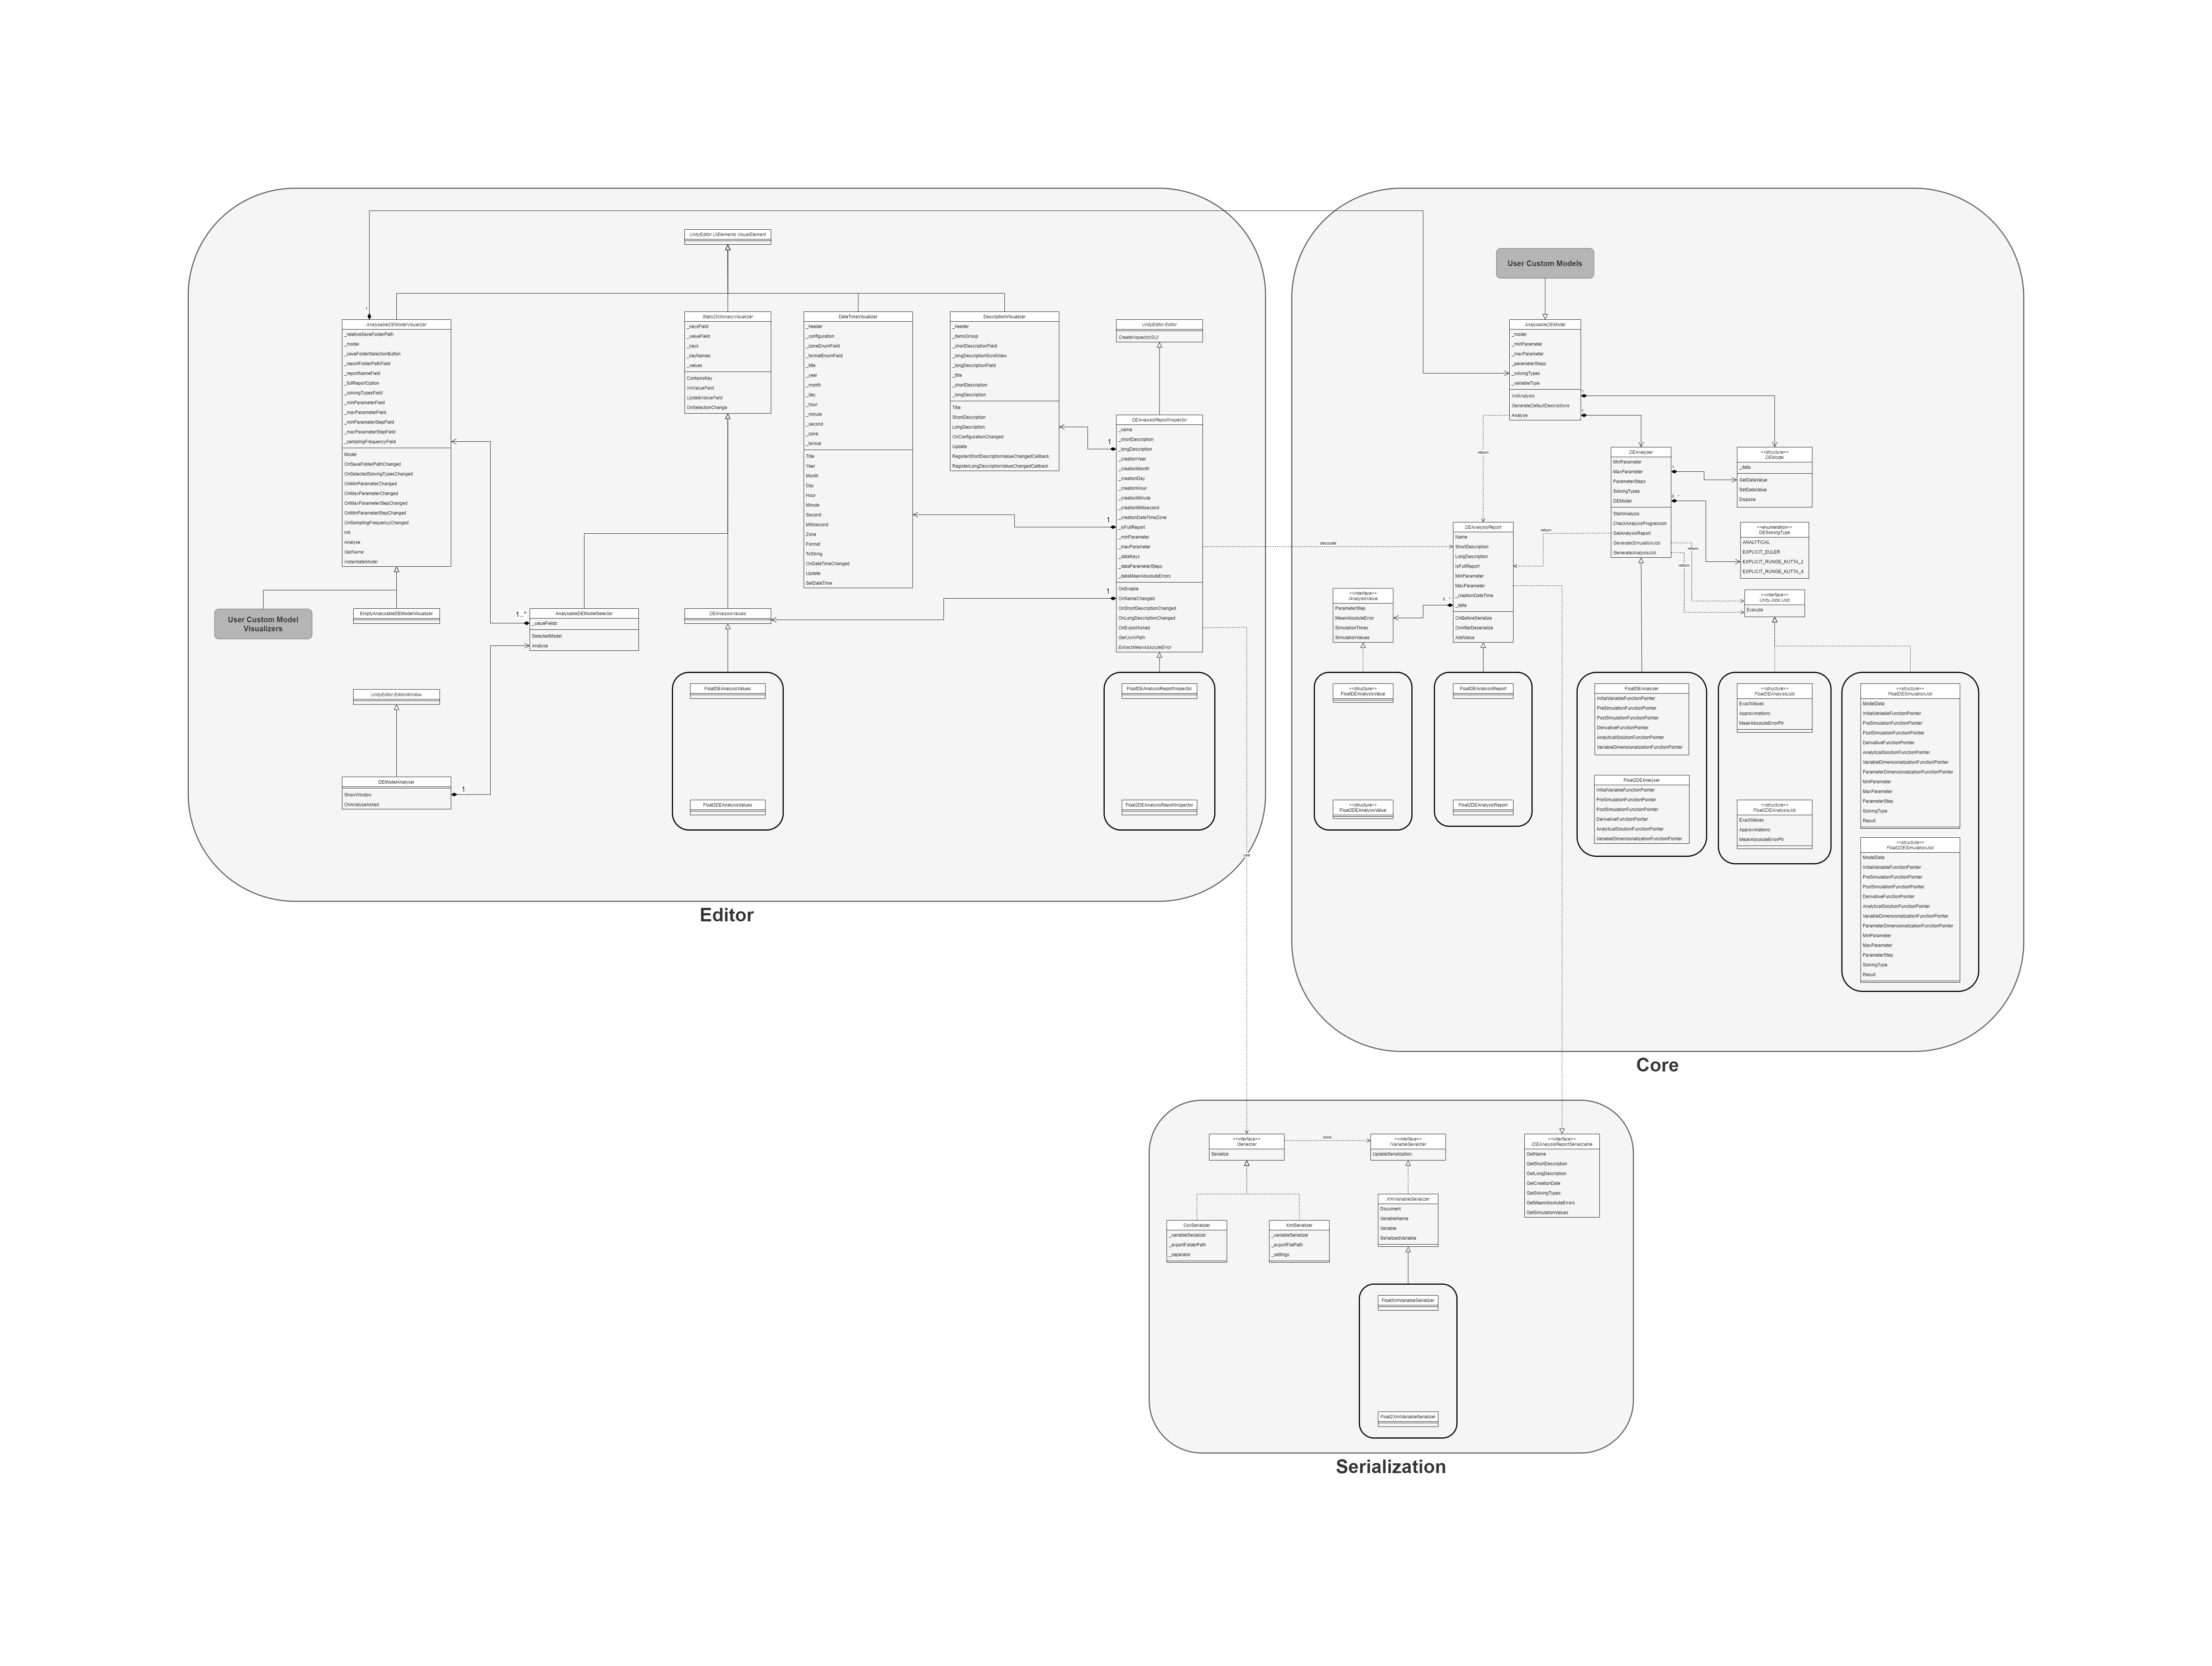 UnityEditor.UIElements.VisualElement
1
AnalysableDEModelVisualizer
_relativeSaveFolderPath
_model
_saveFolderSelectionButton
_reportFolderPathField
_reportNameField
_fullReportOption
_solvingTypesField
_minParameterField
_maxParameterField
_minParameterStepField
_maxParameterStepField
_samplingFrequencyField
Model
OnSaveFolderPathChanged
OnSelectedSolvingTypesChanged
OnMinParameterChanged
OnMaxParameterChanged
OnMaxParameterStepChanged
OnMinParameterStepChanged
OnSamplingFrequencyChanged
Init
Analyse
GetName
InstantiateModel
StaticDictionaryVisualizer
_keysField
_valueField
_keys
_keyNames
_values
ContainsKey
InitValueField
UpdateValueField
OnSelectionChange
DateTimeVisualizer
_header
_configuration
_zoneEnumField
_formatEnumField
_title
_year
_month
_day
_hour
_minute
_second
_zone
_format
Title
Year
Month
Day
Hour
Minute
Second
Millisecond
Zone
Format
ToString
OnDateTimeChanged
Update
SetDateTime
DescriptionVisualizer
_header
_itemsGroup
_shortDescriptionField
_longDescriptionScrollView
_longDescriptionField
_title
_shortDescription
_longDescription
Title
ShortDescription
LongDescription
OnConfigurationChanged
Update
RegisterShortDescriptionValueChangedCallback
RegisterLongDescriptionValueChangedCallback
UnityEditor.Editor
CreateInspectorGUI
DEAnalysisReportInspector
_name
_shortDescription
_longDescription
_creationYear
_creationMonth
_creationDay
_creationHour
_creationMinute
_creationMillisecond
_creationDateTimeZone
_isFullReport
_minParameter
_maxParameter
_dataKeys
_dataParameterSteps
_dataMeanAbsoluteErrors
OnEnable
OnNameChanged
OnShortDescriptionChanged
OnLongDescriptionChanged
OnExportAsked
GetUxmlPath
ExtractMeanAbsoluteError
1
1
1
User Custom Model
Visualizers
EmptyAnalysableDEModelVisualizer
1..*
AnalysableDEModelSelector
_valueFields
SelectedModel
Analyse
DEAnalysisValues
UnityEditor.EditorWindow
DEModelAnalyser
ShowWindow
OnAnalyseAsked
1
FloatDEAnalysisValues
Float2DEAnalysisValues
FloatDEAnalysisReportInspector
Float2DEAnalysisReportInspector
Editor
decorate
use
User Custom Models
AnalysableDEModel
_model
_minParameter
_maxParameter
_parameterSteps
_solvingTypes
_variableType
InitAnalysis
GenerateDefaultDescriptions
Analyse
return
DEAnalyser
MinParameter
MaxParameter
ParameterSteps
SolvingTypes
DEModel
StartAnalysis
CheckAnalysisProgression
GetAnalysisReport
GenerateSimulationJob
GenerateAnalysisJob
<<structure>>
DEModel
_data
GetDataValue
SetDataValue
Dispose
<<enumeration>>
DESolvingType
ANALYTICAL
EXPLICIT_EULER
EXPLICIT_RUNGE_KUTTA_2
EXPLICIT_RUNGE_KUTTA_4
return
return
return
<<interface>>
Unity.Jobs.IJob
Execute
DEAnalysisReport
Name
ShortDescription
LongDescription
IsFullReport
MinParameter
MaxParameter
_creationDateTime
_data
OnBeforeSerialize
OnAfterDeserialize
AddValue
<<interface>>
IAnalysisValue
ParameterStep
MeanAbsoluteError
SimulationTimes
SimulationValues
<<structure>>
FloatDEAnalysisValue
<<structure>>
Float2DEAnalysisValue
FloatDEAnalysisReport
Float2DEAnalysisReport
FloatDEAnalyser
InitialVariableFunctionPointer
PreSimulationFunctionPointer
PostSimulationFunctionPointer
DerivativeFunctionPointer
AnalyticalSolutionFunctionPointer
VariableDimensionalizationFunctionPointer
Float2DEAnalyser
InitialVariableFunctionPointer
PreSimulationFunctionPointer
PostSimulationFunctionPointer
DerivativeFunctionPointer
AnalyticalSolutionFunctionPointer
VariableDimensionalizationFunctionPointer
<<structure>>
FloatDEAnalysisJob
ExactValues
Approximations
MeanAbsoluteErrorPtr
<<structure>>
Float2DEAnalysisJob
ExactValues
Approximations
MeanAbsoluteErrorPtr
<<structure>>
FloatDESimulationJob
ModelData
InitialVariableFunctionPointer
PreSimulationFunctionPointer
PostSimulationFunctionPointer
DerivativeFunctionPointer
AnalyticalSolutionFunctionPointer
VariableDimensionalizationFunctionPointer
ParameterDimensionalizationFunctionPointer
MinParameter
MaxParameter
ParameterStep
SolvingType
Result
<<structure>>
Float2DESimulationJob
ModelData
InitialVariableFunctionPointer
PreSimulationFunctionPointer
PostSimulationFunctionPointer
DerivativeFunctionPointer
AnalyticalSolutionFunctionPointer
VariableDimensionalizationFunctionPointer
ParameterDimensionalizationFunctionPointer
MinParameter
MaxParameter
ParameterStep
SolvingType
Result
Core
<<interface>>
ISerializer
Serialize
bind
<<interface>>
IVariableSerializer
UpdateSerialization
<<interface>>
IDEAnalysisReportSerializable
GetName
GetShortDescription
GetLongDescription
GetCreationDate
GetSolvingTypes
GetMeanAbsoluteErrors
GetSimulationValues
CsvSerializer
_variableSerializer
_exportFolderPath
_separator
XmlSerializer
_variableSerializer
_exportFilePath
_settings
XmlVariableSerializer
Document
VariableName
Variable
SerializedVariable
FloatXmlVariableSerializer
Float2XmlVariableSerializer
Serialization